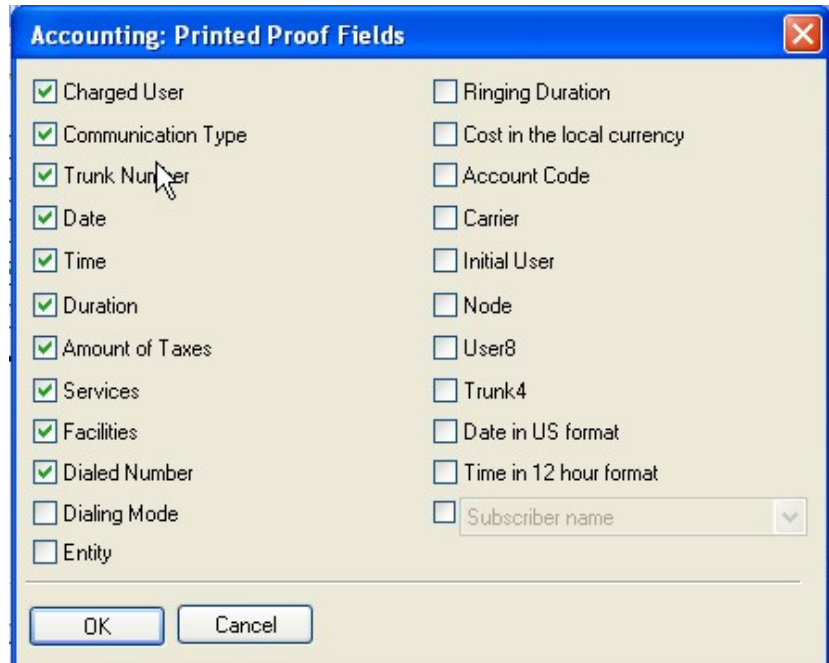 Accounting: Printed Proof Fields
Charged User
Communication Type
Trunk Number
Date
Time
Duration
Amount of Taxes
Services
Facilities
Dialed Number
Dialing Mode
Entity
Ringing Duration
Cost in the local currency
Account Code
Carrier
Initial User
Node
User8
Trunk4
Date in US format
Time in 12 hour format
Subscriber name
OK
Cancel